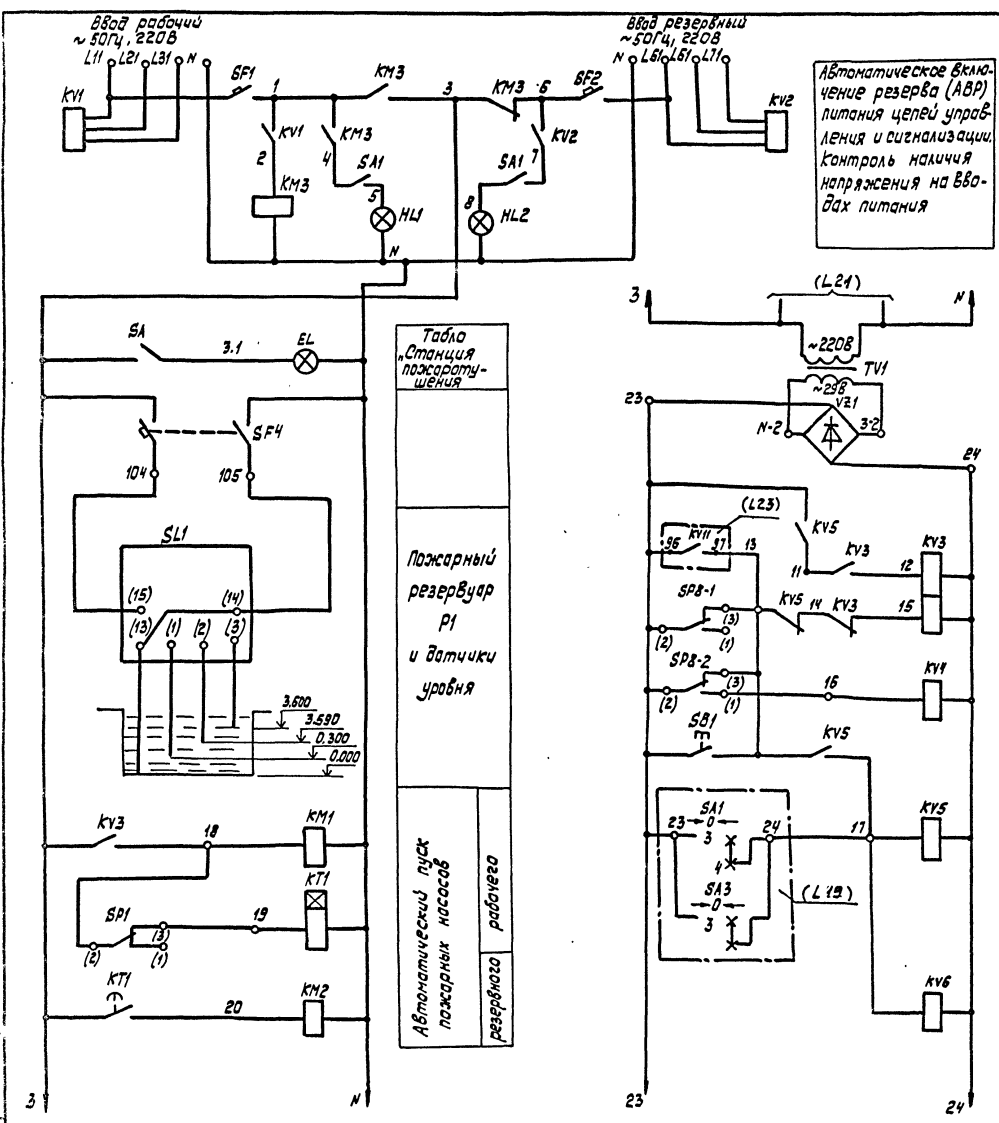 Ввод рабочий
~50Гц, 220В
L11 L21 L31 N
KV1
SF1
1
KM3
3
KM3
6
SF2
Ввод резервный
~50Гц, 220В
N L61 L61 L71
KV2
KV1
2
KM3
KM3
4
SA1
5
HL1
N
KV2
7
SA1
8
HL2
Автоматическое вклю-
чение резерва (АВР)
питания цепей управ-
ления и сигнализации.
Контроль наличия
напряжения на вво-
дах питания
SA
3.1
EL
SF4
104
105
SL1
(15)
(14)
(13)
(1)
(2)
(3)
3.600
3.590
0.300
0.000
KV3
18
KM1
KT1
SP1
(2)
(3)
(1)
19
KT1
20
KM2
3
N
Табло
„Станция
пожароту-
шения
Пожарный
резервуар
Р1
и датчики
уровня
Автоматический пуск
пожарных насосов
рабочего
резервного
3
(L21)
N
~220В
TV1
~29В
VZ1
23
N-2
3-2
24
(L23)
KV11
96
97
13
KV5
11
KV3
12
KV3
SP8-1
(2)
(3)
(1)
KV5
14
KV3
15
SP8-2
(2)
(3)
(1)
16
KV4
SB1
KV5
SA1
0
23
3
4
24
17
KV5
SA3
0
3
(L19)
KV6
23
24